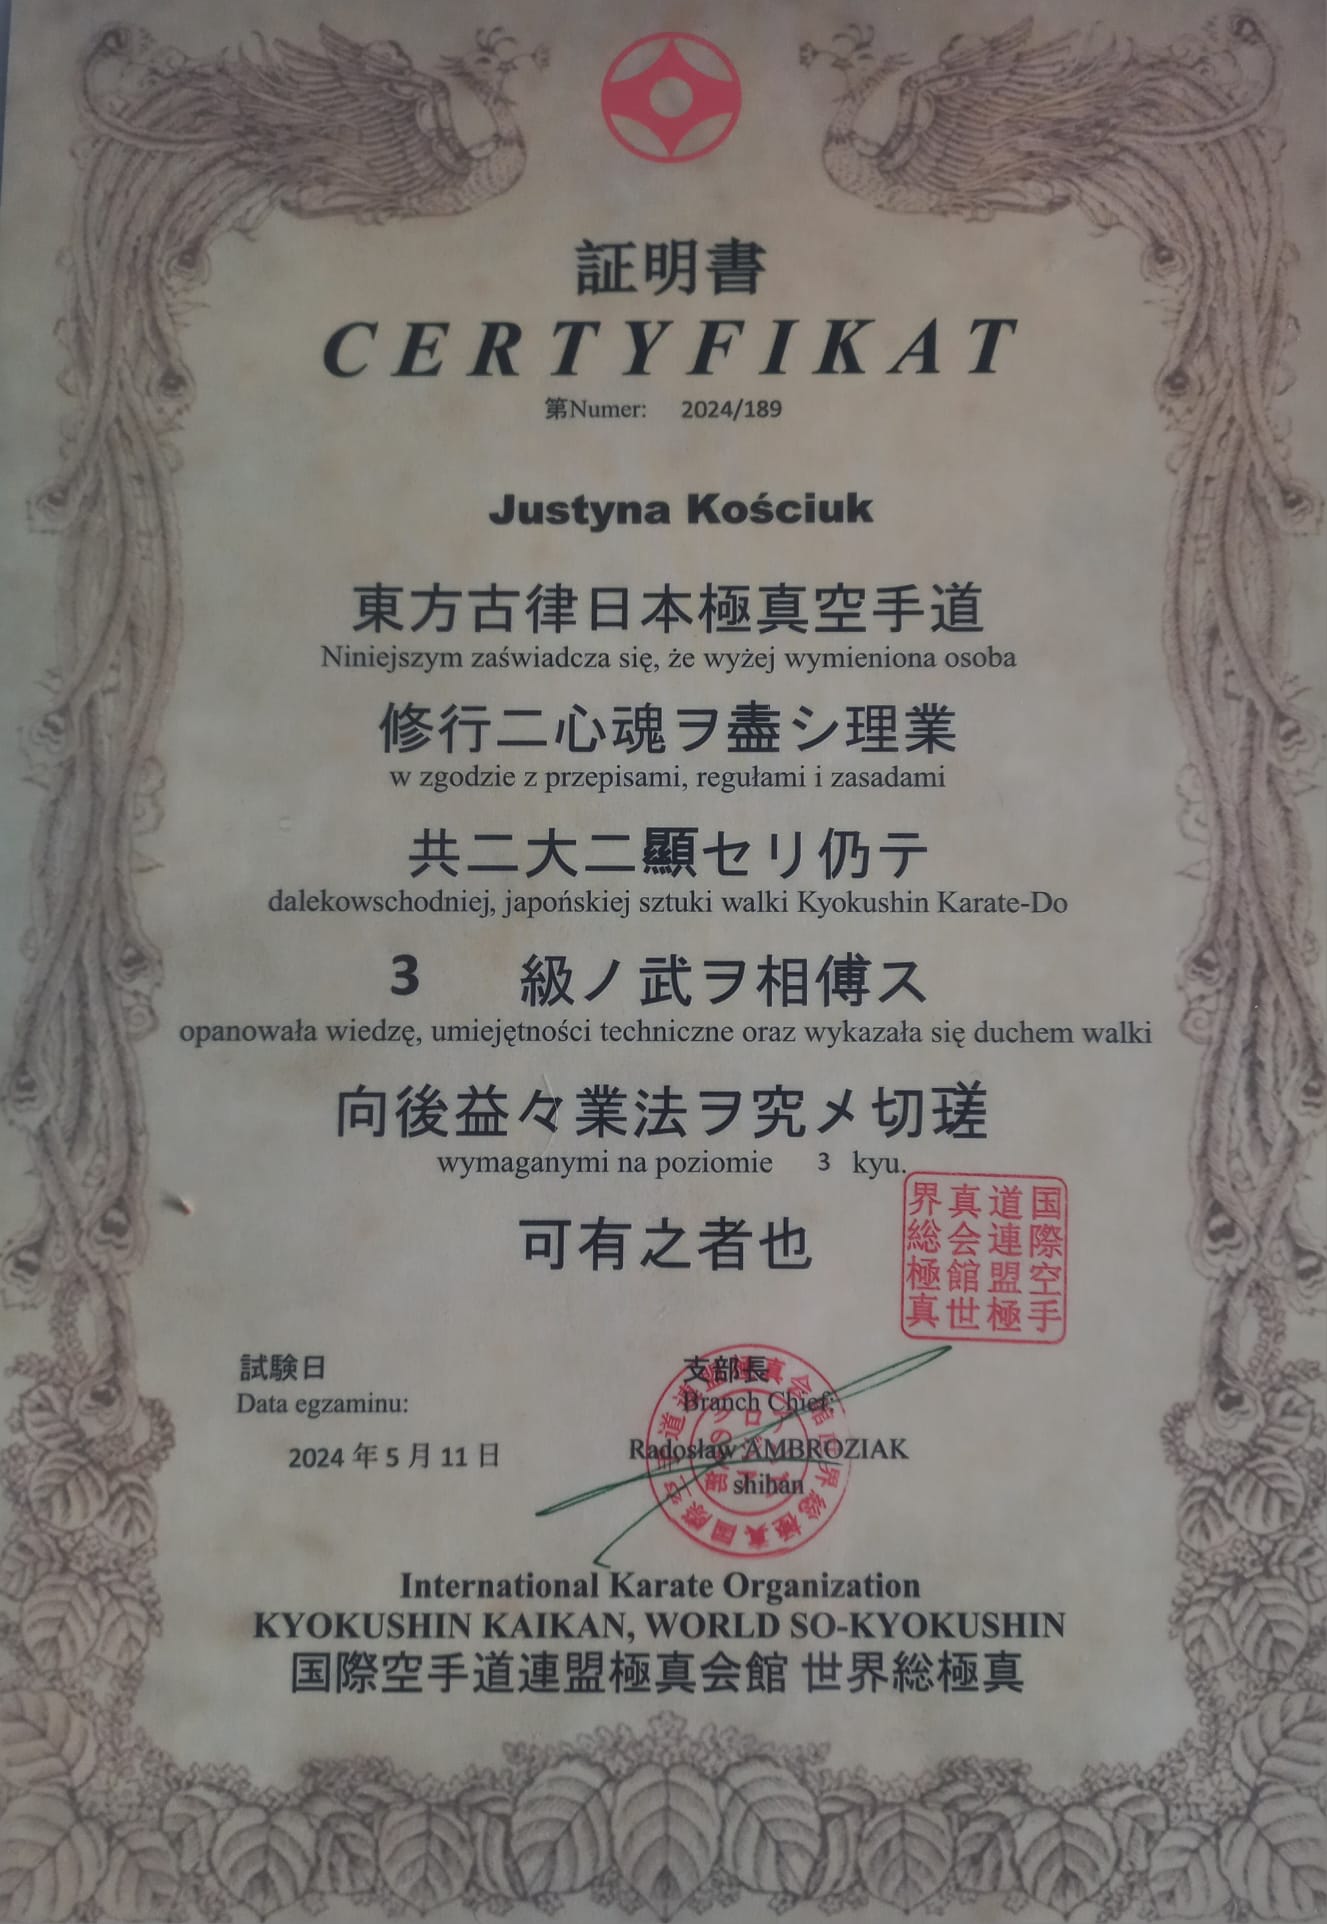 証明書
CERTYFIKAT
第Numer: 2024/189
Justyna Kościuk
東方古律日本極真空手道
Niniejszym zaświadcza się, że wyżej wymieniona osoba
修行二心魂ヲ盡シ理業
w zgodzie z przepisami, regułami i zasadami
共二大二顯セリ仍テ
dalekowschodniej, japońskiej sztuki walki Kyokushin Karate-Do
3 級ノ武ヲ相傅ス
opanowała wiedzę, umiejętności techniczne oraz wykazała się duchem walki
向後益々業法ヲ究メ切瑳
wymaganymi na poziomie 3 kyu.
可有之者也
国際空手
道連盟極
真会館世
界総極真
試験日
Data egzaminu:
2024 年 5 月 11 日
支部長
Branch Chief:
Radosław AMBROZIAK
shihan
International Karate Organization
KYOKUSHIN KAIKAN, WORLD SO-KYOKUSHIN
国際空手道連盟極真会館 世界総極真